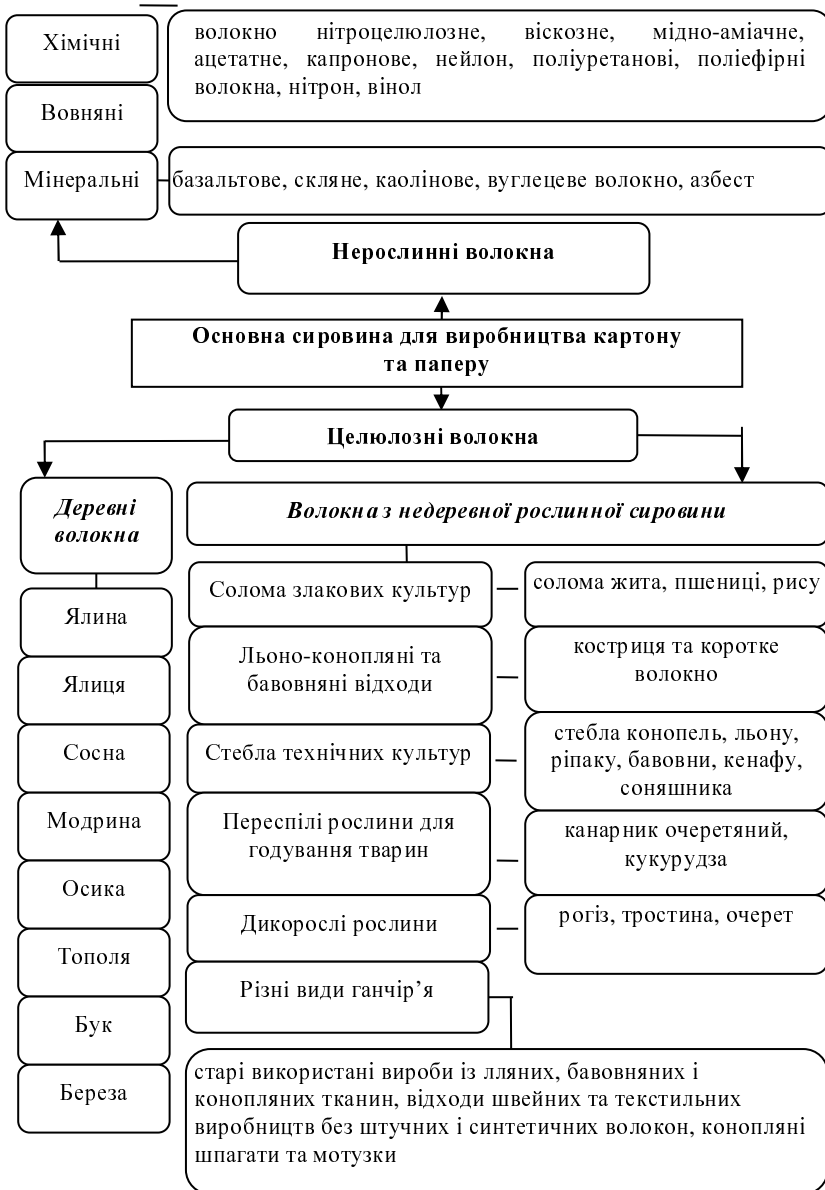 Хімічні
волокно нітроцелюлозне, віскозне, мідно-аміачне,
ацетатне, капронове, нейлон, поліуретанові, поліефірні
волокна, нітрон, вінол
Вовняні
Мінеральні
базальтове, скляне, каолінове, вуглецеве волокно, азбест
Нерослинні волокна
Основна сировина для виробництва картону
та паперу
Целюлозні волокна
Деревні
волокна
Ялина
Ялиця
Сосна
Модрина
Осика
Тополя
Бук
Береза
Волокна з недеревної рослинної сировини
Солома злакових культур
солома жита, пшениці, рису
Льоно-конопляні та
бавовняні відходи
костриця та коротке
волокно
Стебла технічних культур
стебла конопель, льону,
ріпаку, бавовни, кенафу,
соняшника
Переспілі рослини для
годування тварин
канарник очеретяний,
кукурудза
Дикорослі рослини
рогіз, тростина, очерет
Різні види ганчір’я
старі використані вироби із лляних, бавовняних і
конопляних тканин, відходи швейних та текстильних
виробництв без штучних і синтетичних волокон, конопляні
шпагати та мотузки